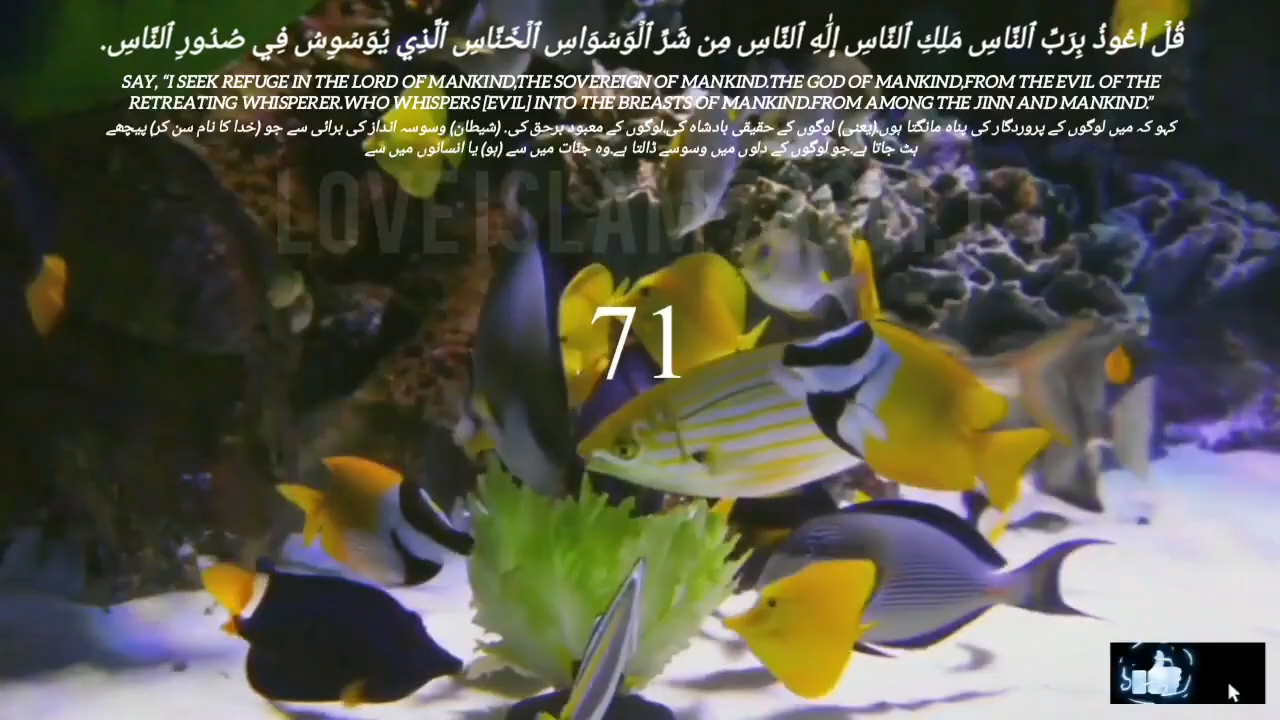 قُلْ أَعُوذُ بِرَبِّ ٱلنَّاسِ مَلِكِ ٱلنَّاسِ إِلَٰهِ ٱلنَّاسِ مِن شَرِّ ٱلْوَسْوَاسِ ٱلْخَنَّاسِ ٱلَّذِي يُوَسْوِسُ فِي صُدُورِ ٱلنَّاسِ.
SAY, “I SEEK REFUGE IN THE LORD OF MANKIND,THE SOVEREIGN OF MANKIND.THE GOD OF MANKIND,FROM THE EVIL OF THE
RETREATING WHISPERER.WHO WHISPERS [EVIL] INTO THE BREASTS OF MANKIND.FROM AMONG THE JINN AND MANKIND.”
کہو کہ میں لوگوں کے پروردگار کی پناہ مانگتا ہوں.(یعنی) لوگوں کے حقیقی بادشاہ کی.لوگوں کے معبود برحق کی. (شیطان) وسوسہ انداز کی برائی سے جو (خدا کا نام سن کر) پیچھے
ہٹ جاتا ہے.جو لوگوں کے دلوں میں وسوسے ڈالتا ہے.وہ جنّات میں سے (ہو) یا انسانوں میں سے
LOVE ISLAM
71